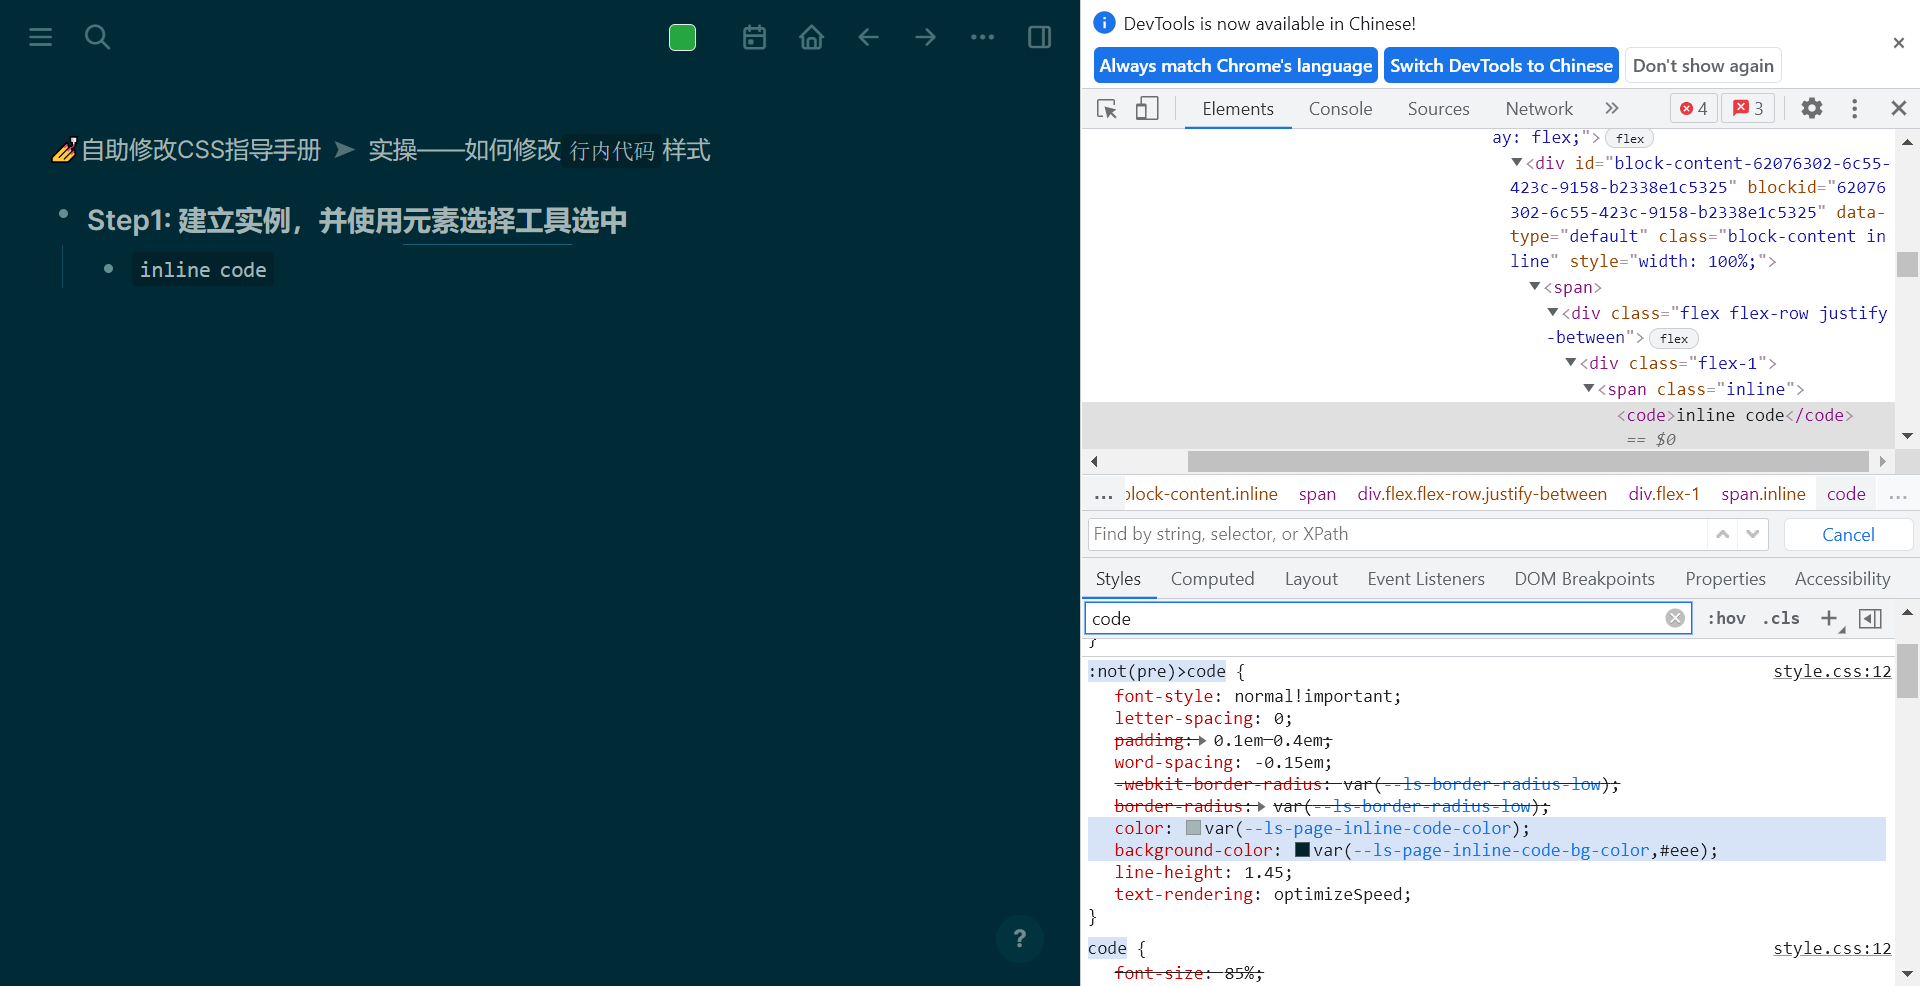 自助修改CSS指导手册 ➤ 实操——如何修改 行内代码 样式
Step1: 建立实例，并使用元素选择工具选中
inline code
?
DevTools is now available in Chinese!
Always match Chrome's language
Switch DevTools to Chinese
Don't show again
Elements
Console
Sources
Network
4
3
ay: flex;"> flex
<div id="block-content-62076302-6c55-
423c-9158-b2338e1c5325" blockid="62076
302-6c55-423c-9158-b2338e1c5325" data-
type="default" class="block-content in
line" style="width: 100%;">
<span>
<div class="flex flex-row justify
-between"> flex
<div class="flex-1">
<span class="inline">
<code>inline code</code>
== $0
... block-content.inline span div.flex.flex-row.justify-between div.flex-1 span.inline code ...
Find by string, selector, or XPath
Cancel
Styles
Computed
Layout
Event Listeners
DOM Breakpoints
Properties
Accessibility
code
:hov .cls
}
:not(pre)>code { style.css:12
font-style: normal!important;
letter-spacing: 0;
padding: 0.1em 0.4em;
word-spacing: -0.15em;
-webkit-border-radius: var(--ls-border-radius-low);
border-radius: var(--ls-border-radius-low);
color: var(--ls-page-inline-code-color);
background-color: var(--ls-page-inline-code-bg-color,#eee);
line-height: 1.45;
text-rendering: optimizeSpeed;
}
code { style.css:12
font-size: 85%;